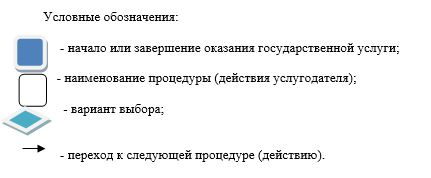 Условные обозначения:
- начало или завершение оказания государственной услуги;
- наименование процедуры (действия услугодателя);
- вариант выбора;
- переход к следующей процедуре (действию).